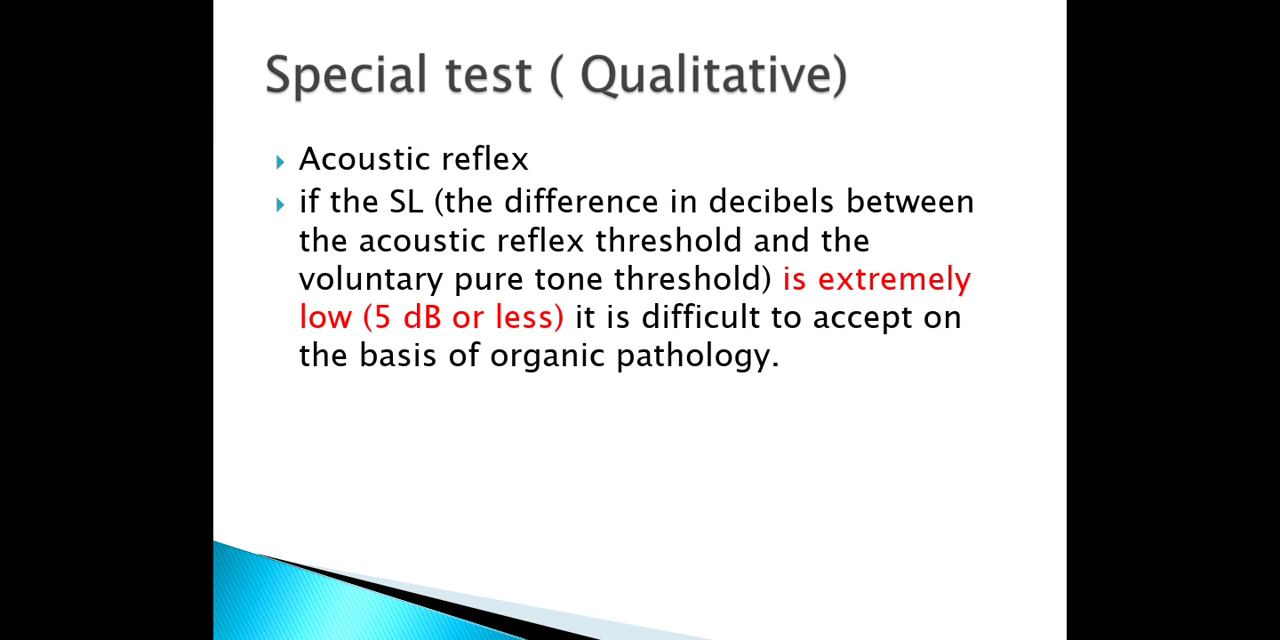 Special test ( Qualitative)
Acoustic reflex
if the SL (the difference in decibels between
the acoustic reflex threshold and the
voluntary pure tone threshold) is extremely
low (5 dB or less) it is difficult to accept on
the basis of organic pathology.